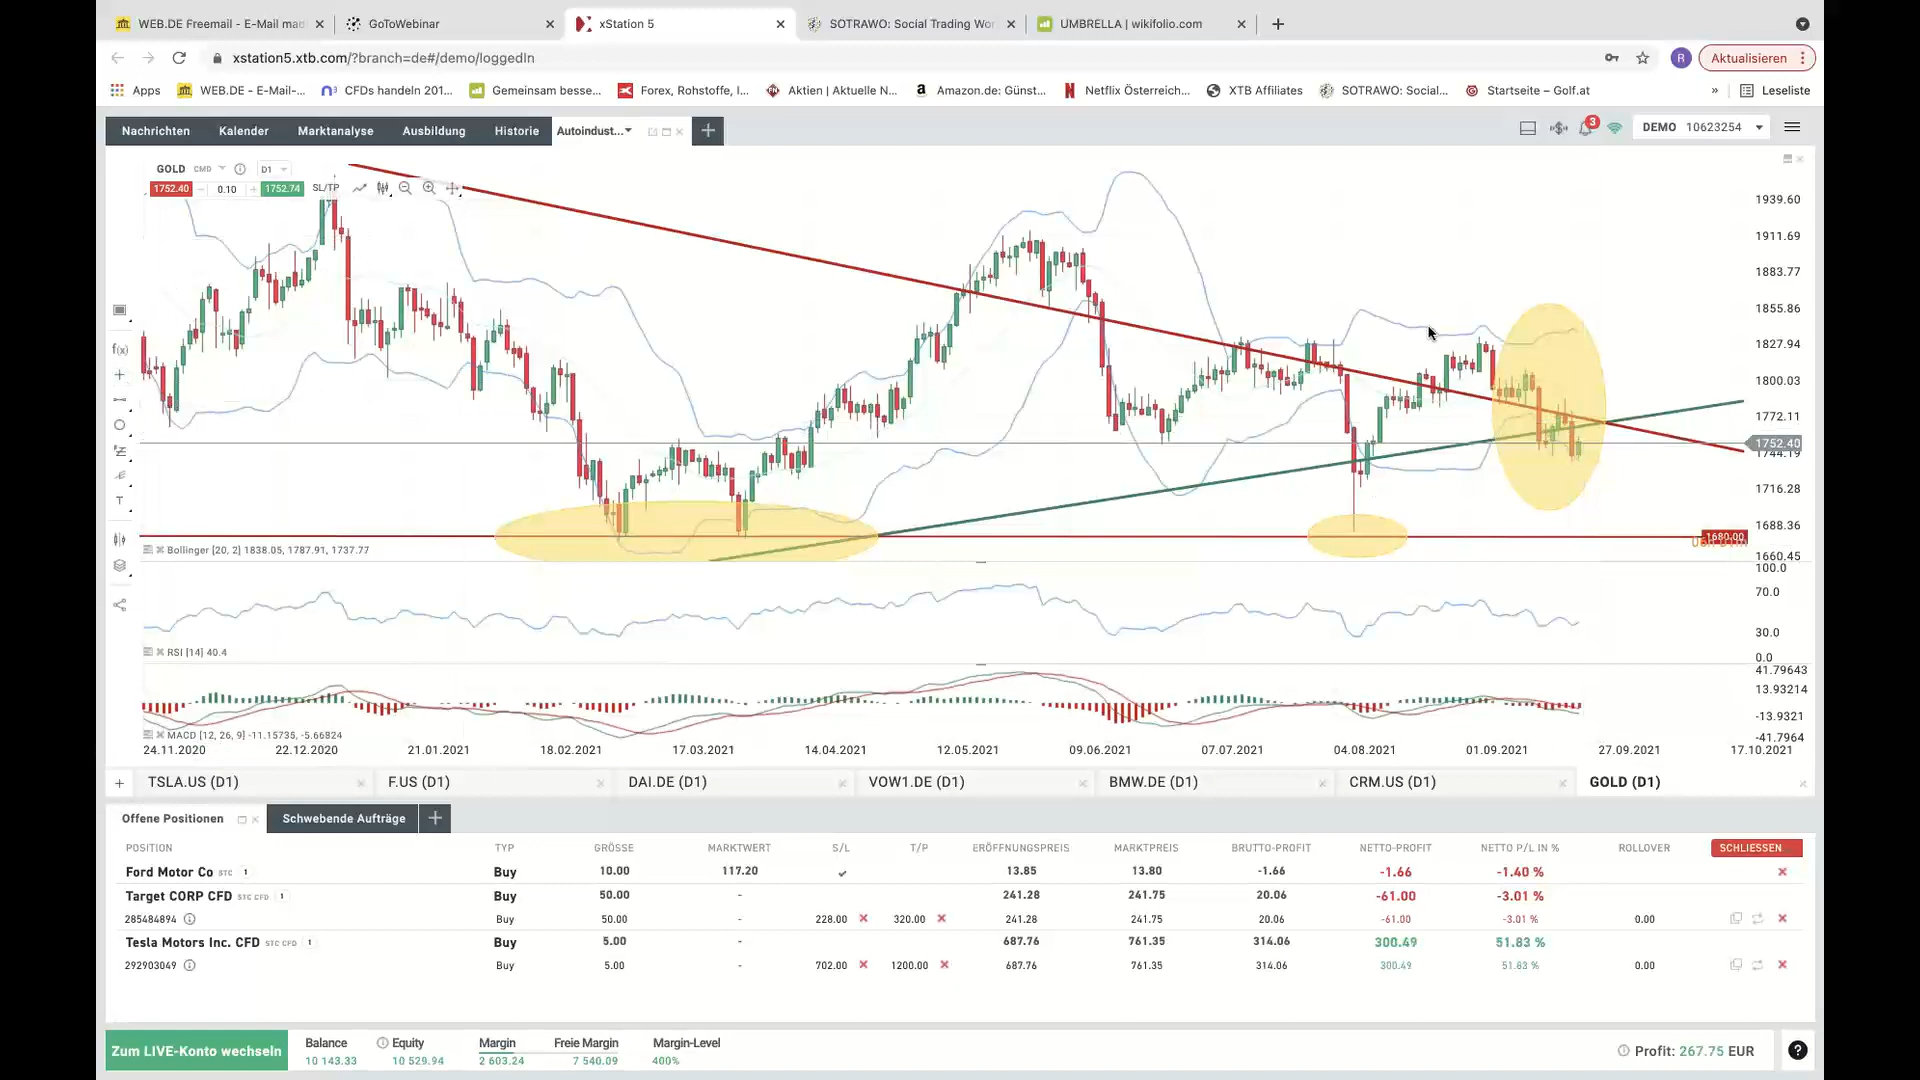 WEB.DE Freemail - E-Mail mac
GoToWebinar
xStation 5
SOTRAWO: Social Trading Wor
UMBRELLA | wikifolio.com
xstation5.xtb.com/?branch=de#/demo/loggedIn
R
Aktualisieren
Apps
WEB.DE - E-Mail-...
CFDs handeln 201...
Gemeinsam besse...
Forex, Rohstoffe, I...
Aktien | Aktuelle N...
Amazon.de: Günst...
Netflix Österreich...
XTB Affiliates
SOTRAWO: Social...
Startseite – Golf.at
»
Leseliste
Nachrichten
Kalender
Marktanalyse
Ausbildung
Historie
Autoindust...
3
DEMO 10623254
GOLD CMD D1
1752.40 0.10 1752.74 SL/TP
1939.60
1911.69
1883.77
1855.86
1827.94
1800.03
1772.11
1752.40
1744.19
1716.28
1688.36
1680.00
1660.45
f(x)
T
Bollinger [20, 2] 1838.05, 1787.91, 1737.77
100.0
70.0
30.0
0.0
RSI [14] 40.4
41.79643
13.93214
-13.9321
-41.7964
MACD [12, 26, 9] -11.15735, -5.66824
24.11.2020 22.12.2020 21.01.2021 18.02.2021 17.03.2021 14.04.2021 12.05.2021 09.06.2021 07.07.2021 04.08.2021 01.09.2021 27.09.2021 17.10.2021
TSLA.US (D1)
F.US (D1)
DAI.DE (D1)
VOW1.DE (D1)
BMW.DE (D1)
CRM.US (D1)
GOLD (D1)
Offene Positionen
Schwebende Aufträge
POSITION TYP GRÖSSE MARKTWERT S/L T/P ERÖFFNUNGSPREIS MARKTPREIS BRUTTO-PROFIT NETTO-PROFIT NETTO P/L IN % ROLLOVER SCHLIESSEN
Ford Motor Co STC 1 Buy 10.00 117.20 13.85 13.80 -1.66 -1.66 -1.40 %
Target CORP CFD STC CFD 1 Buy 50.00 - 241.28 241.75 20.06 -61.00 -3.01 %
285484894 Buy 50.00 - 228.00 320.00 241.28 241.75 20.06 -61.00 -3.01 % 0.00
Tesla Motors Inc. CFD STC CFD 1 Buy 5.00 - 687.76 761.35 314.06 300.49 51.83 %
292903049 Buy 5.00 - 702.00 1200.00 687.76 761.35 314.06 300.49 51.83 % 0.00
Zum LIVE-Konto wechseln
Balance Equity Margin Freie Margin Margin-Level
10 143.33 10 529.94 2 603.24 7 540.09 400%
Profit: 267.75 EUR
?